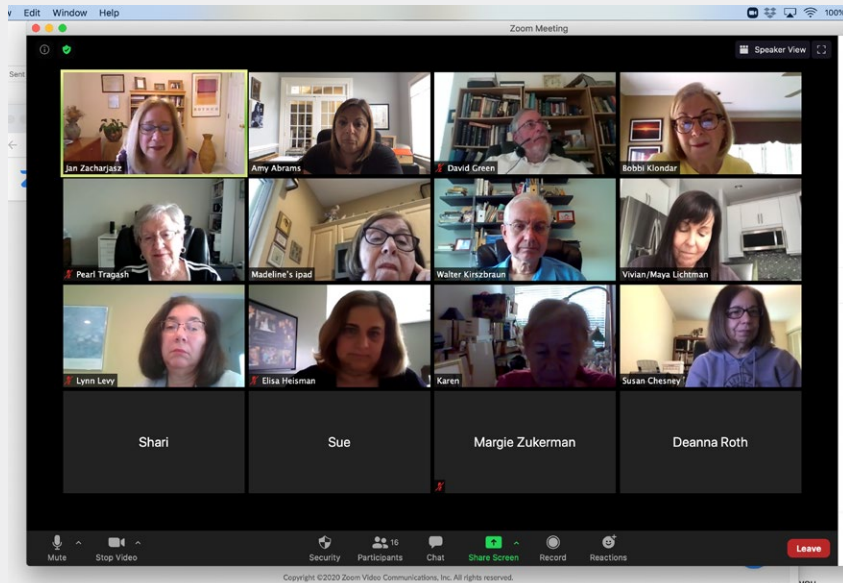 Edit Window Help
100%
Zoom Meeting
Speaker View
Sent
Jan Zacharjasz
Amy Abrams
David Green
Bobbi Klondar
Pearl Tragash
Madeline's ipad
Walter Kirszbraun
Vivian/Maya Lichtman
Lynn Levy
Elisa Heisman
Karen
Susan Chesney
Shari
Sue
Margie Zukerman
Deanna Roth
16
Mute
Stop Video
Security
Participants
Chat
Share Screen
Record
Reactions
Leave
Copyright ©2020 Zoom Video Communications, Inc. All rights reserved.
you